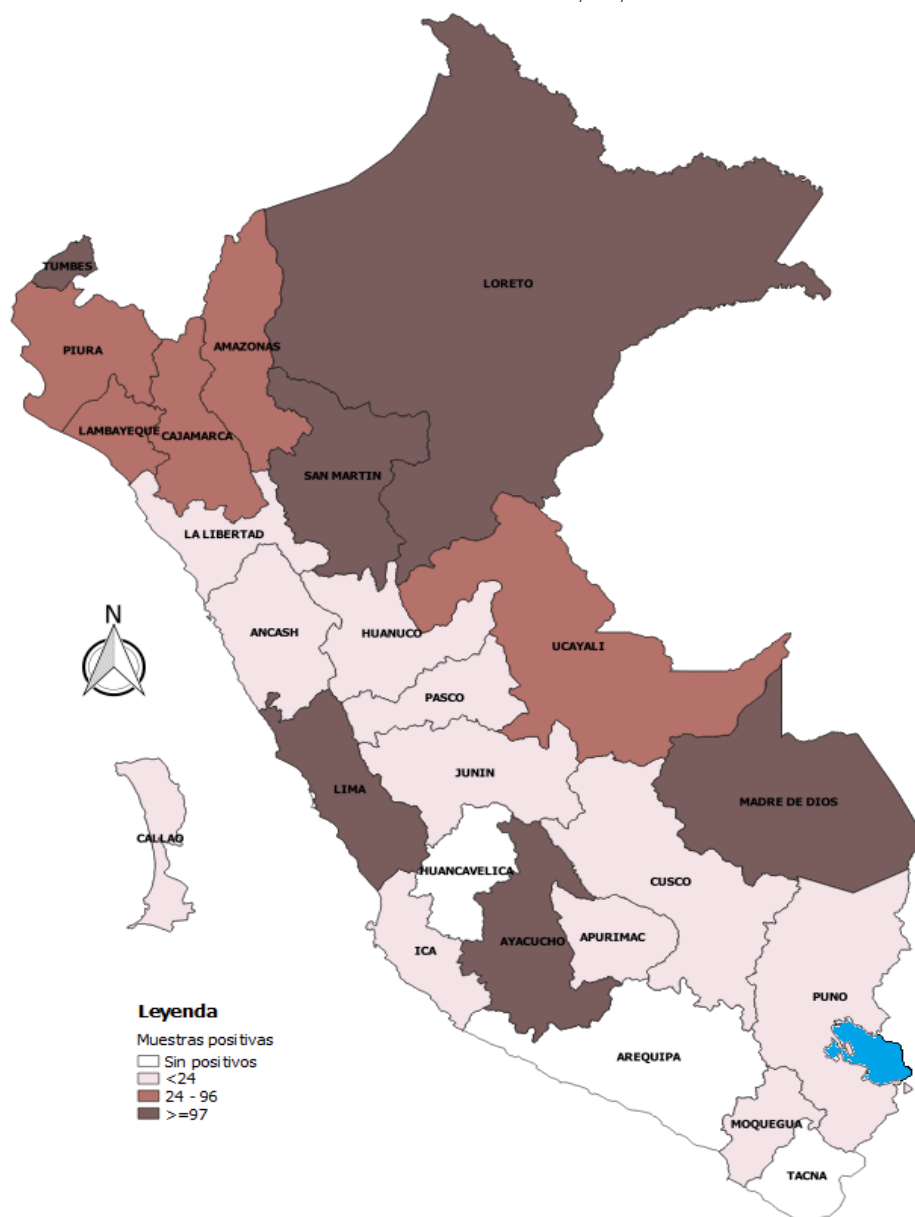 LORETO
TUMBES
PIURA
AMAZONAS
LAMBAYEQUE
CAJAMARCA
SAN MARTIN
LA LIBERTAD
ANCASH
HUANUCO
UCAYALI
N
PASCO
JUNIN
LIMA
MADRE DE DIOS
CALLAO
HUANCAVELICA
CUSCO
ICA
AYACUCHO
APURIMAC
PUNO
AREQUIPA
MOQUEGUA
TACNA
Leyenda
Muestras positivas
Sin positivos
<24
24 - 96
>=97